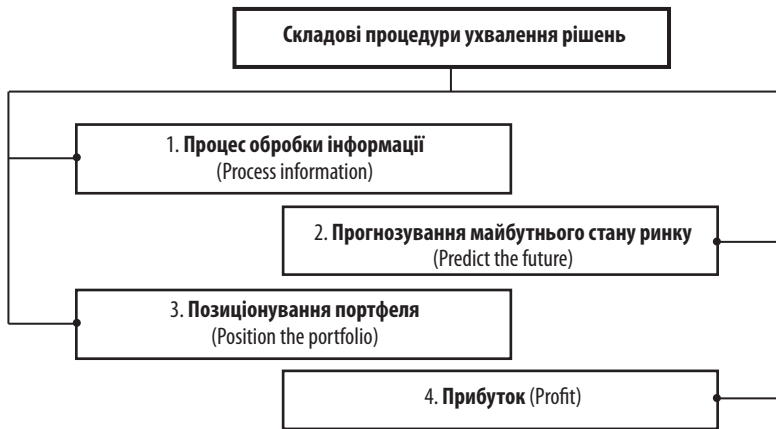 Складові процедури ухвалення рішень
1. Процес обробки інформації
(Process information)
2. Прогнозування майбутнього стану ринку
(Predict the future)
3. Позиціонування портфеля
(Position the portfolio)
4. Прибуток (Profit)